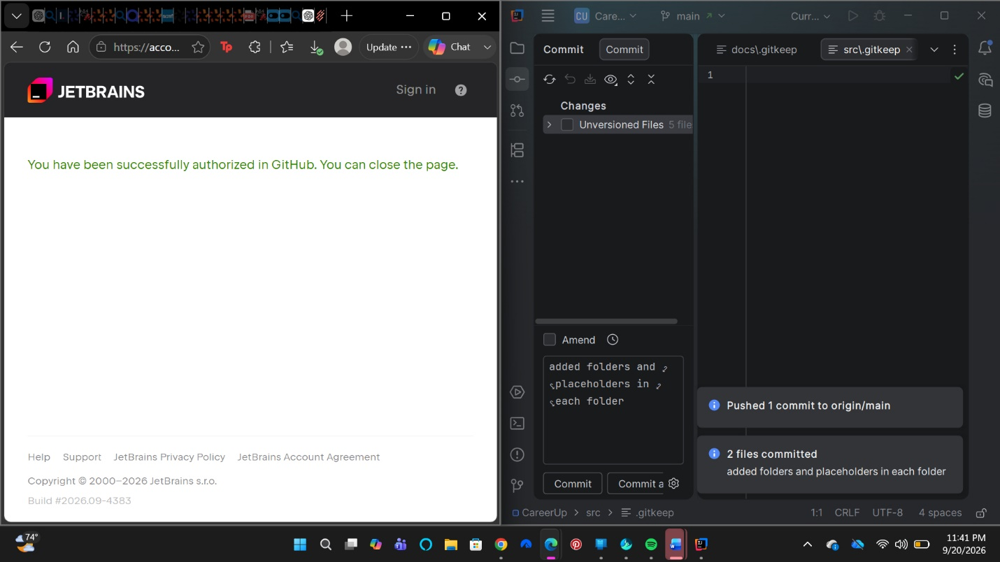 https://acco...
Update
Chat
JETBRAINS
Sign in
You have been successfully authorized in GitHub. You can close the page.
Help Support JetBrains Privacy Policy JetBrains Account Agreement
Copyright © 2000–2026 JetBrains s.r.o.
Build #2026.09-4383
CU Caree... main Curr...
Commit Commit
Changes
Unversioned Files 5 file
Amend
added folders and
placeholders in
each folder
Commit Commit a
docs\.gitkeep src\.gitkeep
1
Pushed 1 commit to origin/main
2 files committed
added folders and placeholders in each folder
CareerUp > src > .gitkeep 1:1 CRLF UTF-8 4 spaces
74°
11:41 PM
9/20/2026